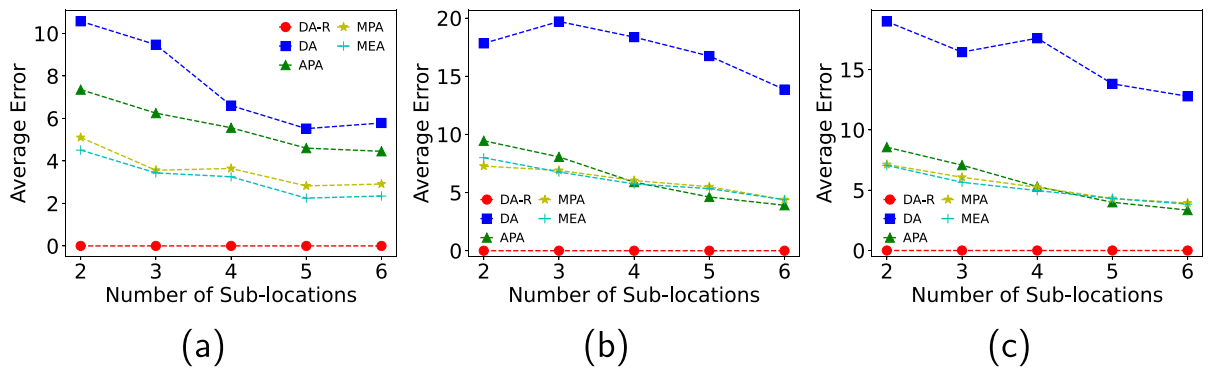 Average Error
10
8
6
4
2
0
DA-R
DA
APA
MPA
MEA
2 3 4 5 6
Number of Sub-locations
(a)
Average Error
20
15
10
5
0
DA-R
DA
APA
MPA
MEA
2 3 4 5 6
Number of Sub-locations
(b)
Average Error
15
10
5
0
DA-R
DA
APA
MPA
MEA
2 3 4 5 6
Number of Sub-locations
(c)